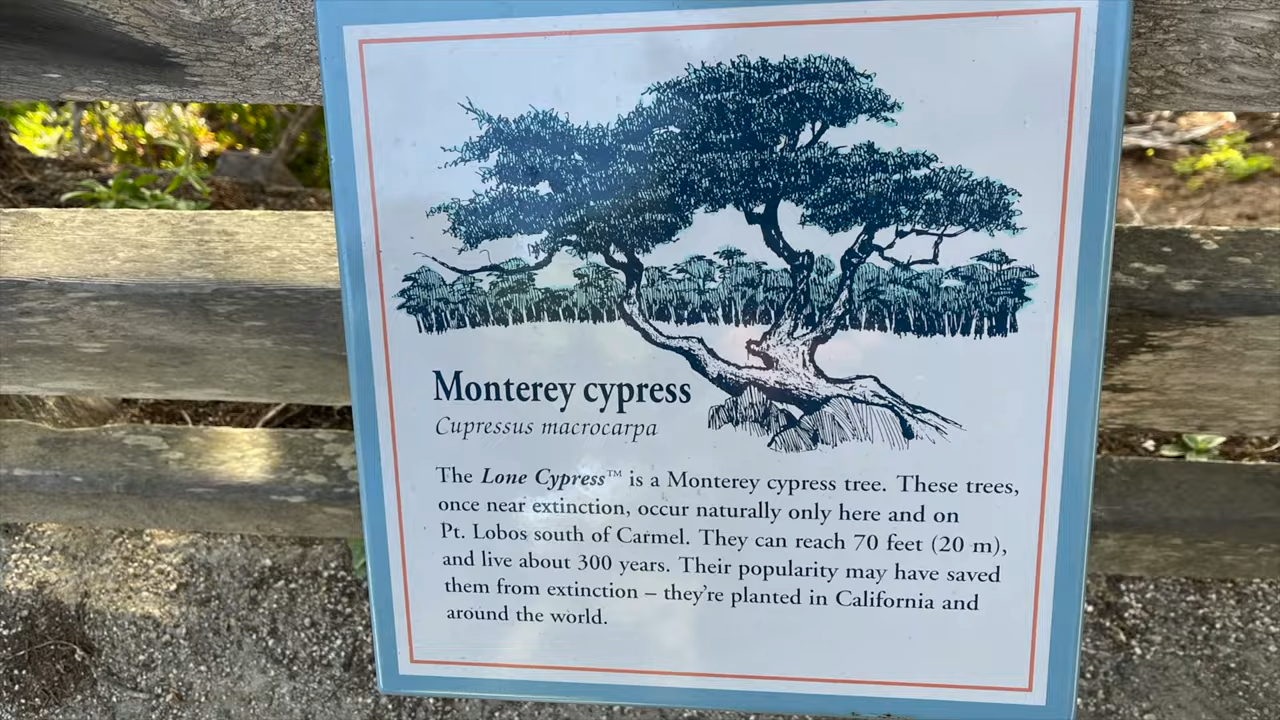 Monterey cypress
Cupressus macrocarpa
The Lone Cypress™ is a Monterey cypress tree. These trees,
once near extinction, occur naturally only here and on
Pt. Lobos south of Carmel. They can reach 70 feet (20 m),
and live about 300 years. Their popularity may have saved
them from extinction – they're planted in California and
around the world.